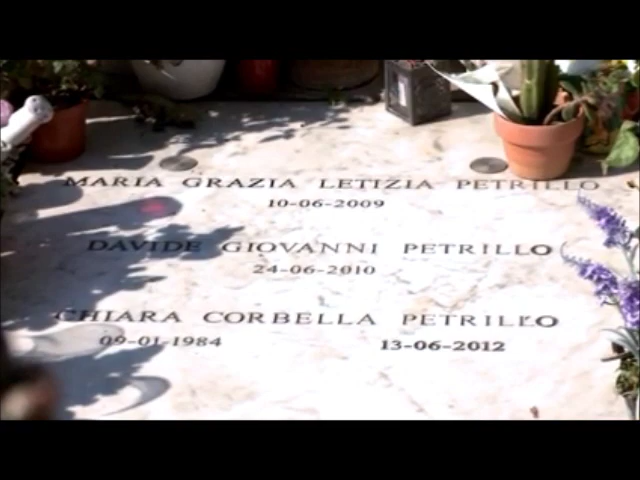 MARIA GRAZIA LETIZIA PETRILLO
10-06-2009
DAVIDE GIOVANNI PETRILLO
24-06-2010
CHIARA CORBELLA PETRILLO
09-01-1984 13-06-2012